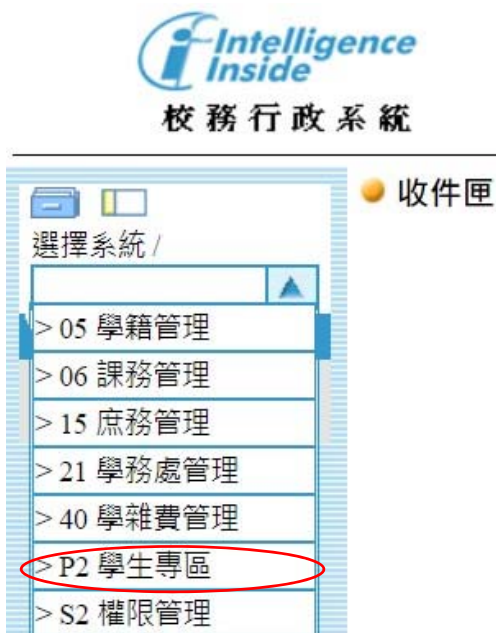 Intelligence
Inside
校務行政系統
收件匣
選擇系統 /
> 05 學籍管理
> 06 課務管理
> 15 庶務管理
> 21 學務處管理
> 40 學雜費管理
> P2 學生專區
> S2 權限管理